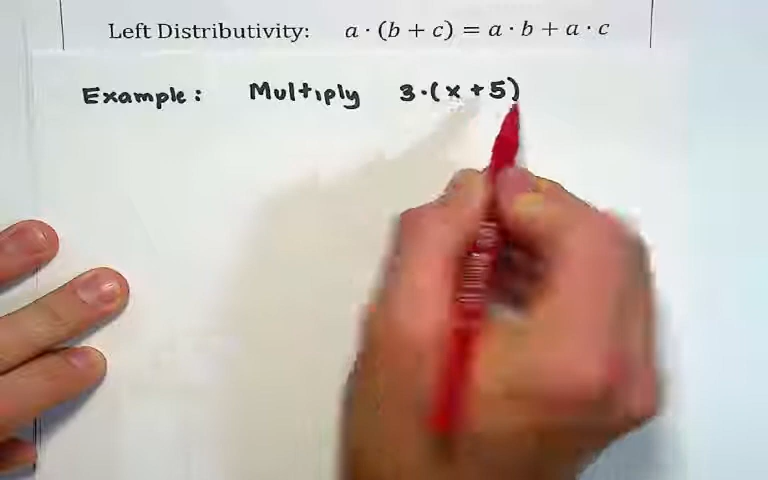 Left Distributivity: a · (b + c) = a · b + a · c
Example: Multiply 3·(x + 5)